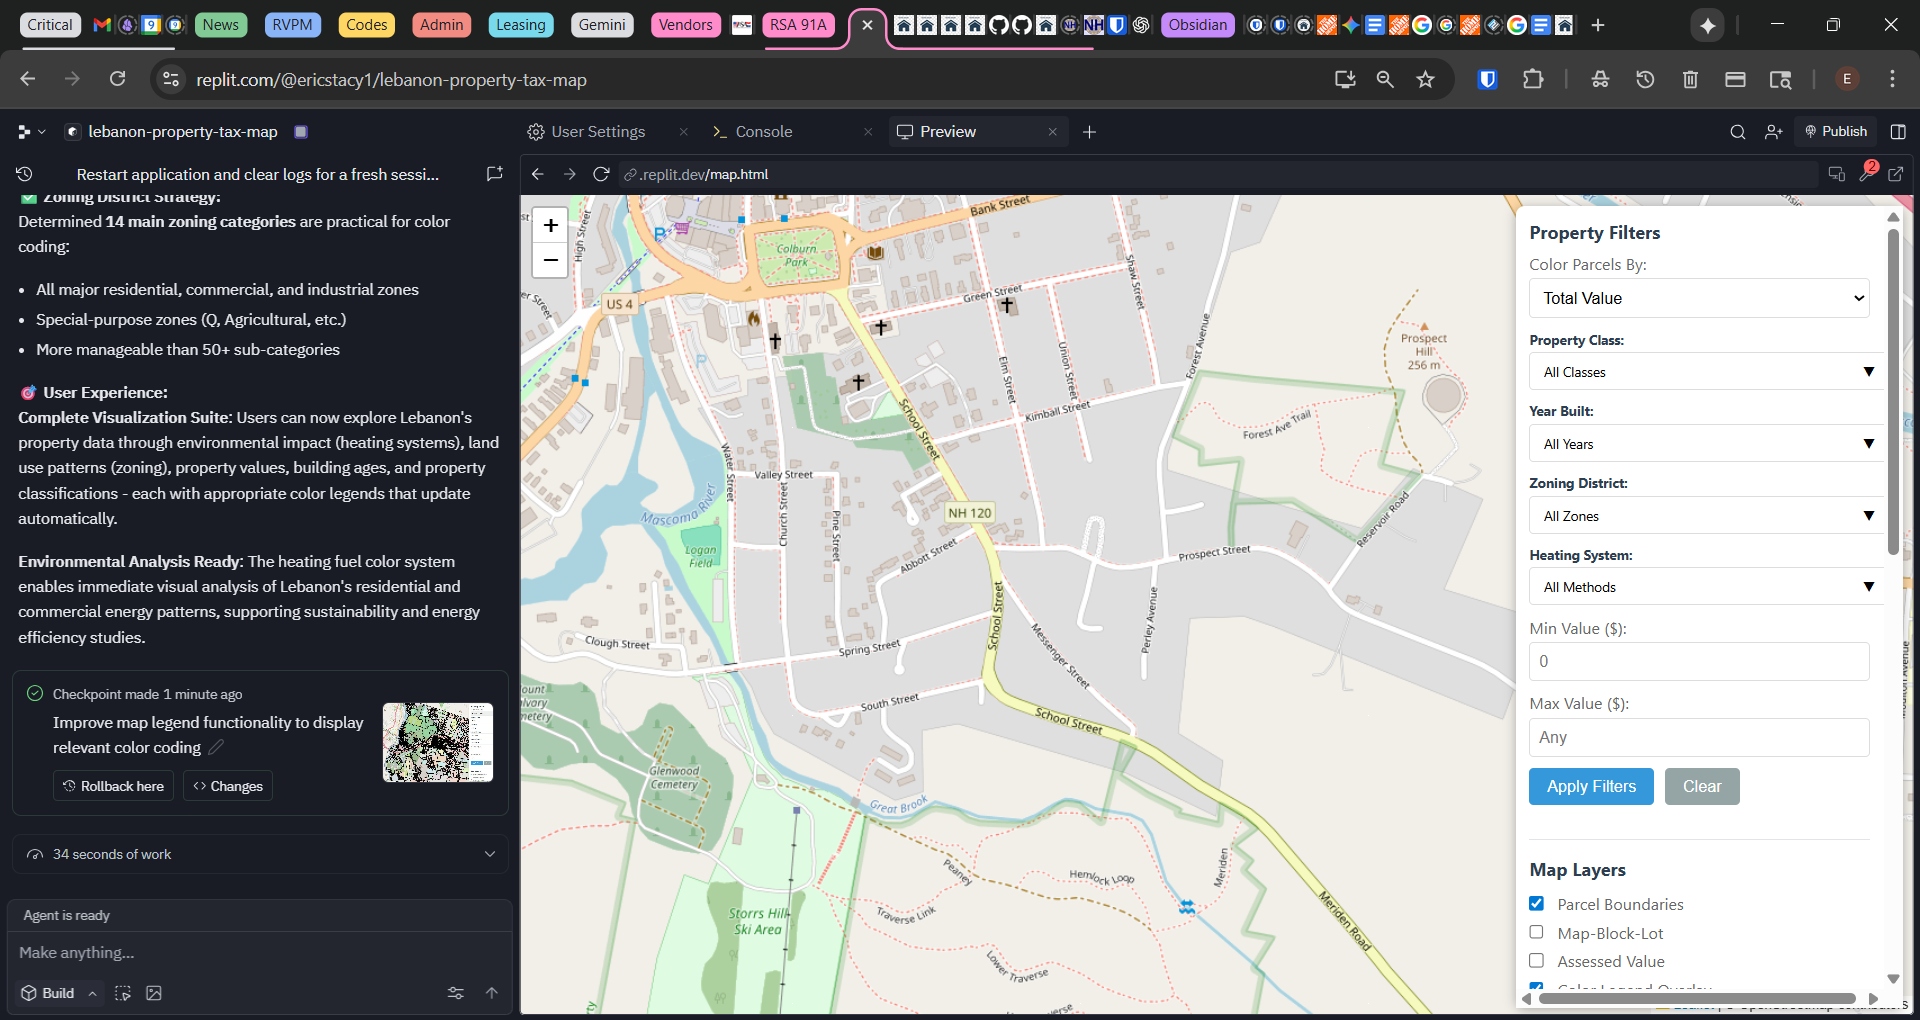 Critical
News
RVPM
Codes
Admin
Leasing
Gemini
Vendors
RSA 91A
Obsidian
replit.com/@ericstacy1/lebanon-property-tax-map
E
lebanon-property-tax-map
User Settings
Console
Preview
Publish
Restart application and clear logs for a fresh sessi...
.replit.dev/map.html
2
Zoning District Strategy:
Determined 14 main zoning categories are practical for color
coding:
• All major residential, commercial, and industrial zones
• Special-purpose zones (Q, Agricultural, etc.)
• More manageable than 50+ sub-categories
🎯 User Experience:
Complete Visualization Suite: Users can now explore Lebanon's
property data through environmental impact (heating systems), land
use patterns (zoning), property values, building ages, and property
classifications - each with appropriate color legends that update
automatically.
Environmental Analysis Ready: The heating fuel color system
enables immediate visual analysis of Lebanon's residential and
commercial energy patterns, supporting sustainability and energy
efficiency studies.
Checkpoint made 1 minute ago
Improve map legend functionality to display
relevant color coding
Rollback here
Changes
34 seconds of work
Agent is ready
Make anything...
Build
+
−
High Street
Bank Street
Colburn
Park
US 4
Green Street
Shaw Street
Forest Avenue
Elm Street
Union Street
Kimball Street
School Street
Prospect
Hill
256 m
Forest Ave Trail
Water Street
Valley Street
Church Street
Pine Street
Mascoma River
Logan
Field
NH 120
Abbott Street
Prospect Street
Reservoir Road
Perley Avenue
School Street
Messenger Street
Clough Street
Spring Street
South Street
School Street
Glenwood
Cemetery
Great Brook
Peaney
Hemlock Loop
Meriden
Traverse Link
Storrs Hill
Ski Area
Lower Traverse
Meriden Road
Property Filters
Color Parcels By:
Total Value
Property Class:
All Classes
▼
Year Built:
All Years
▼
Zoning District:
All Zones
▼
Heating System:
All Methods
▼
Min Value ($):
0
Max Value ($):
Any
Apply Filters
Clear
Map Layers
Parcel Boundaries
Map-Block-Lot
Assessed Value
Color Legend Overlay